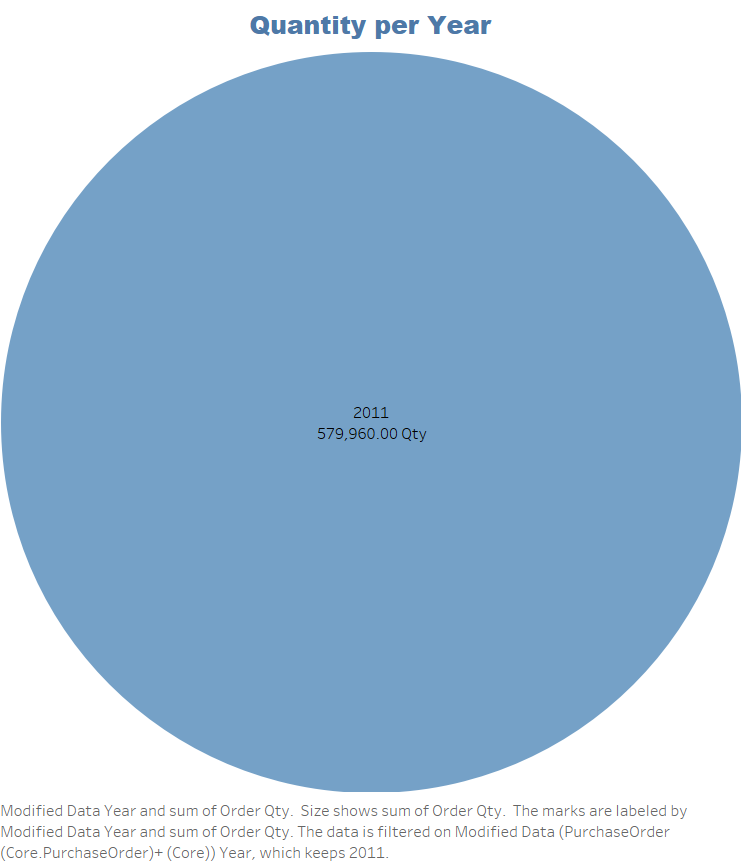 Quantity per Year
2011
579,960.00 Qty
Modified Data Year and sum of Order Qty.  Size shows sum of Order Qty.  The marks are labeled by
Modified Data Year and sum of Order Qty. The data is filtered on Modified Data (PurchaseOrder
(Core.PurchaseOrder)+ (Core)) Year, which keeps 2011.